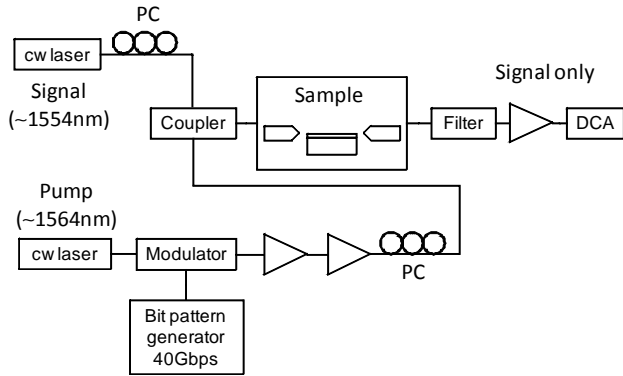 PC
cw laser
Signal
(~1554nm)
Coupler
Sample
Signal only
Filter
DCA
Pump
(~1564nm)
cw laser
Modulator
PC
Bit pattern
generator
40Gbps